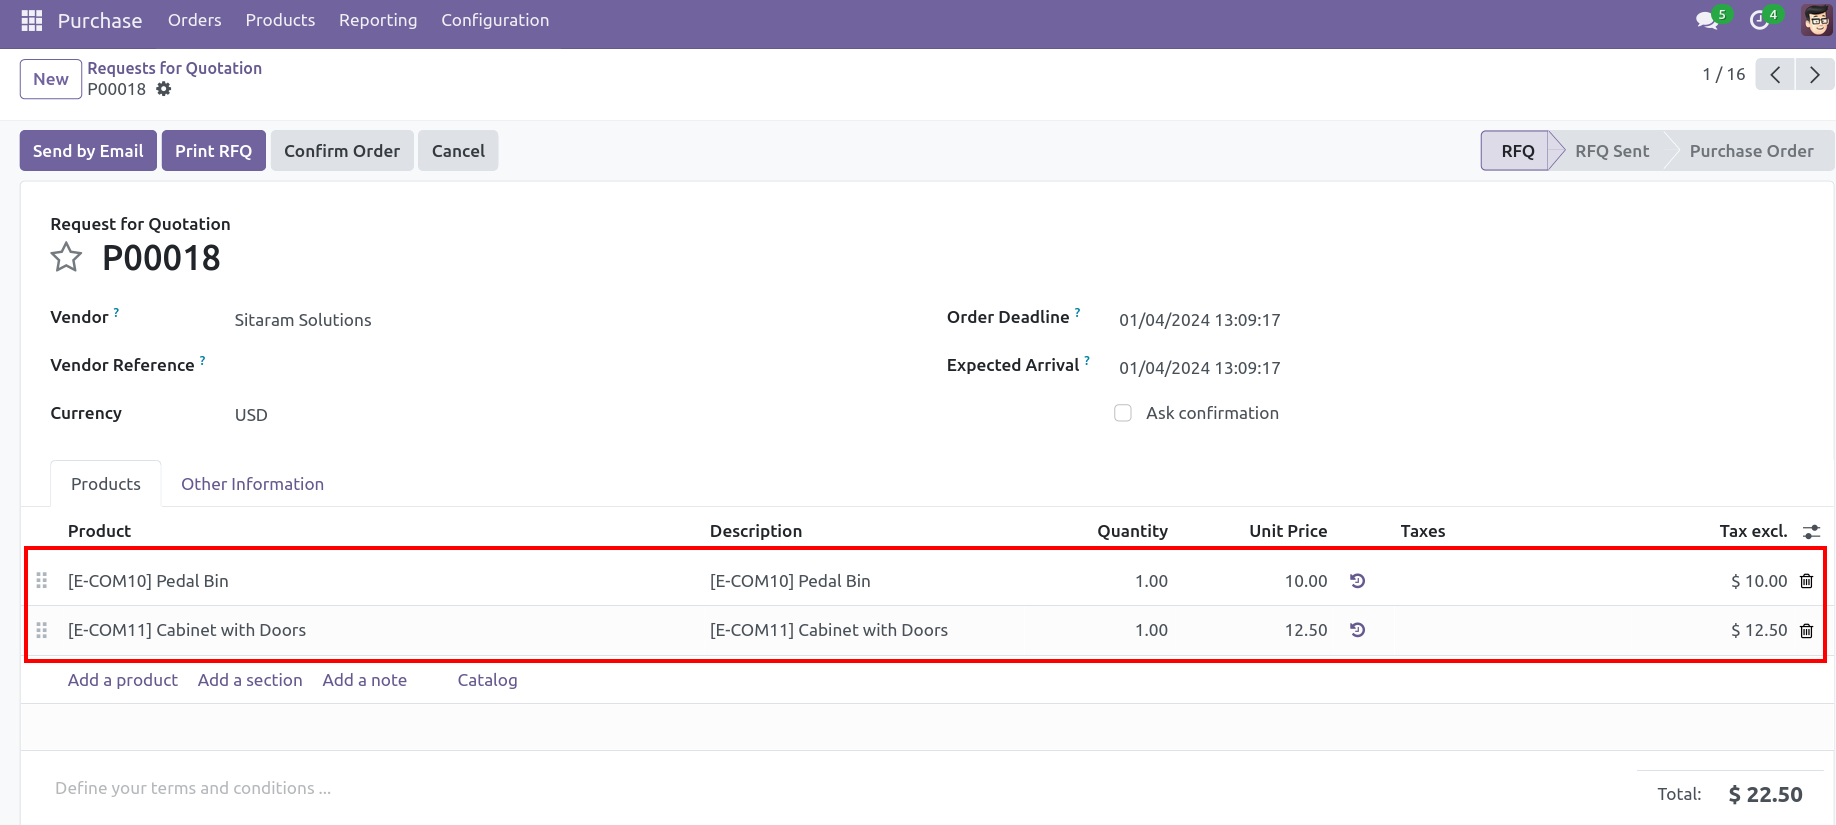 Purchase Orders Products Reporting Configuration 5 4
New Requests for Quotation
P00018
1 / 16
Send by Email Print RFQ Confirm Order Cancel RFQ RFQ Sent Purchase Order
Request for Quotation
P00018
Vendor ? Sitaram Solutions Order Deadline ? 01/04/2024 13:09:17
Vendor Reference ? Expected Arrival ? 01/04/2024 13:09:17
Currency USD Ask confirmation
Products Other Information
Product Description Quantity Unit Price Taxes Tax excl.
[E-COM10] Pedal Bin [E-COM10] Pedal Bin 1.00 10.00 $ 10.00
[E-COM11] Cabinet with Doors [E-COM11] Cabinet with Doors 1.00 12.50 $ 12.50
Add a product Add a section Add a note Catalog
Define your terms and conditions ...
Total: $ 22.50